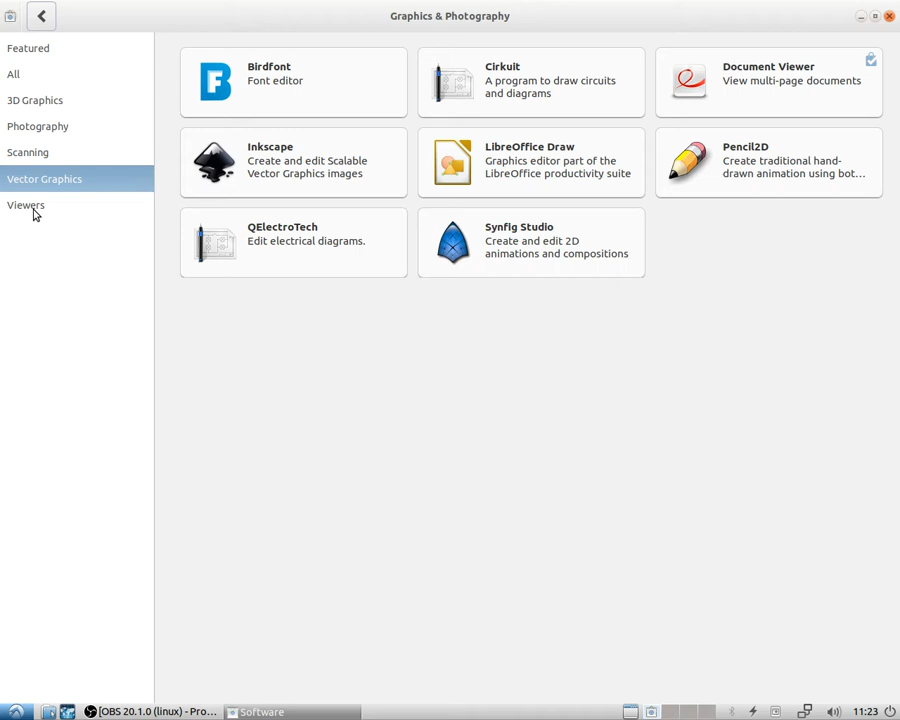 Graphics & Photography
Featured
All
3D Graphics
Photography
Scanning
Vector Graphics
Viewers
Birdfont
Font editor
Cirkuit
A program to draw circuits
and diagrams
Document Viewer
View multi-page documents
Inkscape
Create and edit Scalable
Vector Graphics images
LibreOffice Draw
Graphics editor part of the
LibreOffice productivity suite
Pencil2D
Create traditional hand-
drawn animation using bot...
QElectroTech
Edit electrical diagrams.
Synfig Studio
Create and edit 2D
animations and compositions
[OBS 20.1.0 (linux) - Pro...
Software
11:23